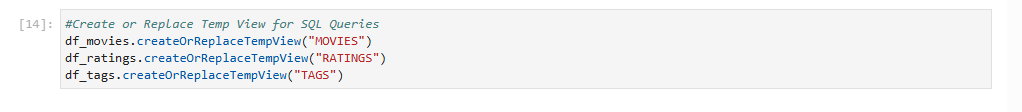 [14]: #Create or Replace Temp View for SQL Queries
df_movies.createOrReplaceTempView("MOVIES")
df_ratings.createOrReplaceTempView("RATINGS")
df_tags.createOrReplaceTempView("TAGS")